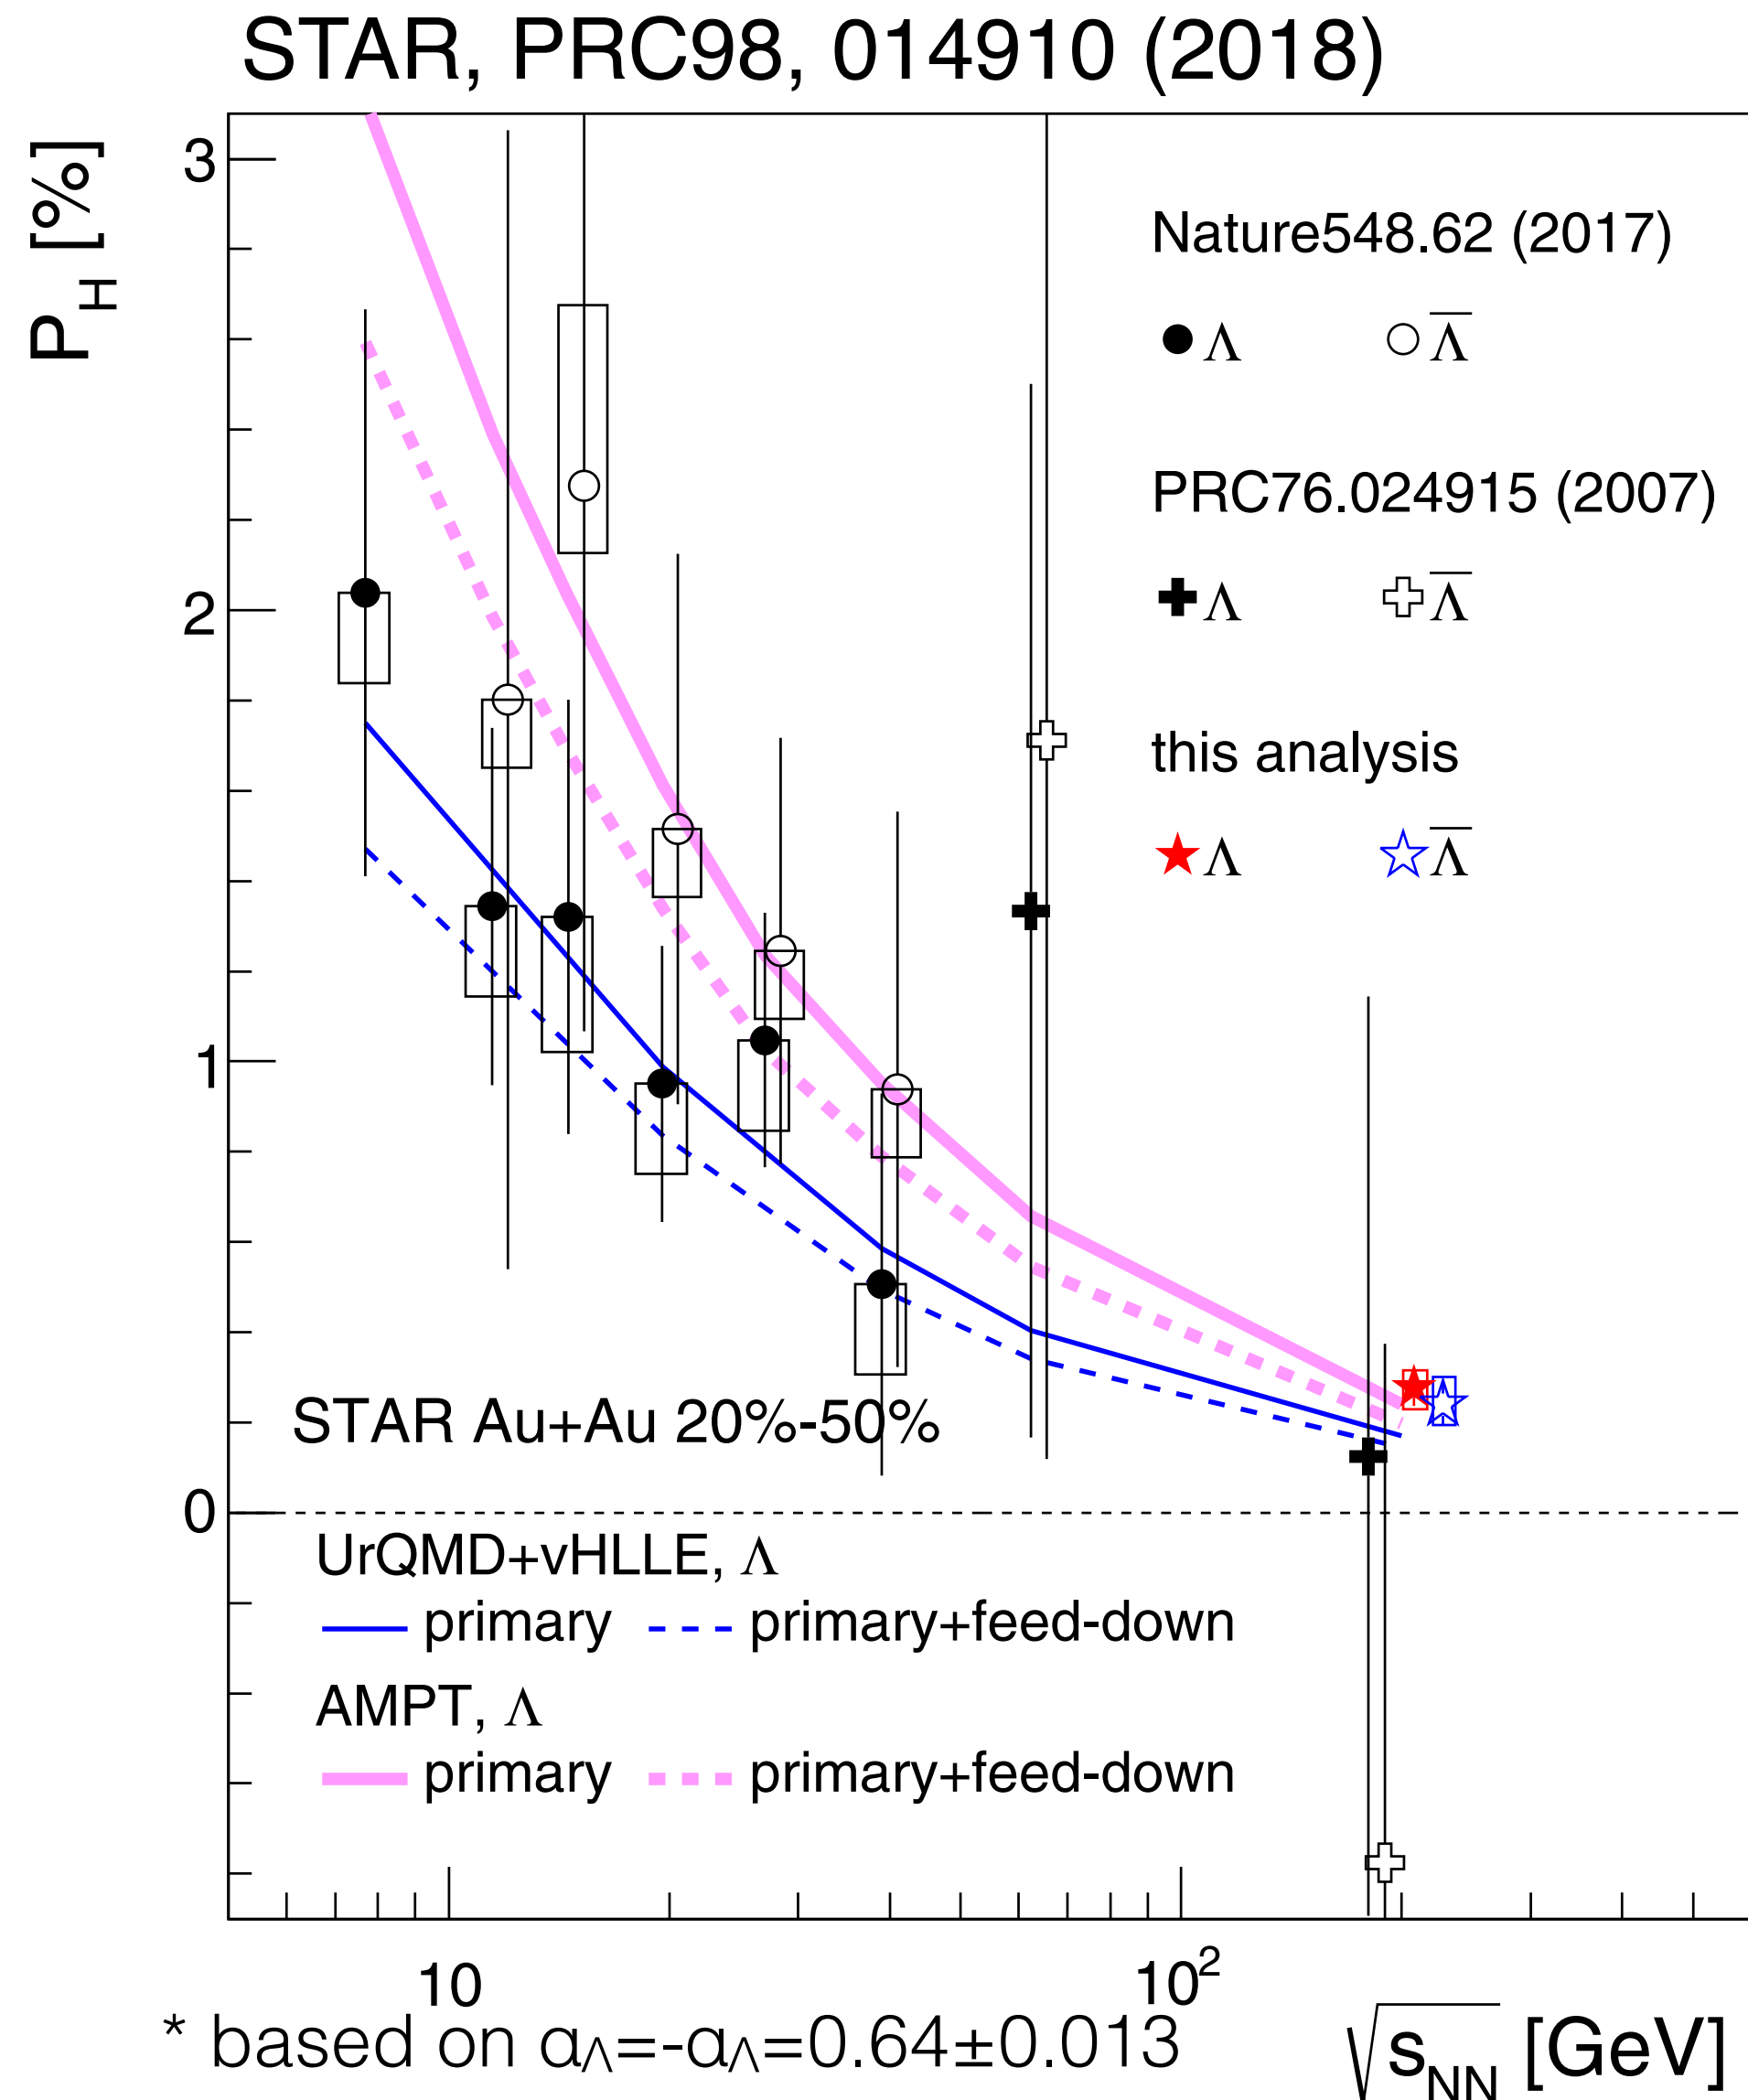 STAR, PRC98, 014910 (2018)
P_H [%]
3
2
1
0
Nature548.62 (2017)
Λ Λ̅
PRC76.024915 (2007)
Λ Λ̅
this analysis
Λ Λ̅
STAR Au+Au 20%-50%
UrQMD+vHLLE, Λ
primary primary+feed-down
AMPT, Λ
primary primary+feed-down
10 10²
* based on α_Λ=-α_Λ=0.64±0.013
√s_NN [GeV]